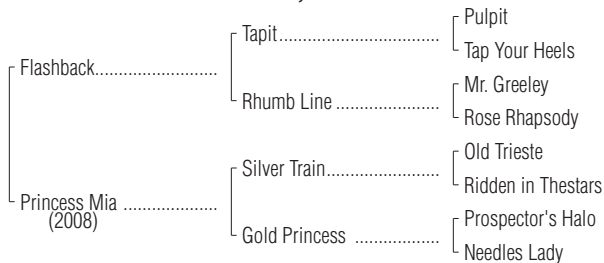 Pulpit
Tapit
Tap Your Heels
Flashback
Mr. Greeley
Rhumb Line
Rose Rhapsody
Old Trieste
Silver Train
Ridden in Thestars
Princess Mia
(2008)
Prospector's Halo
Gold Princess
Needles Lady